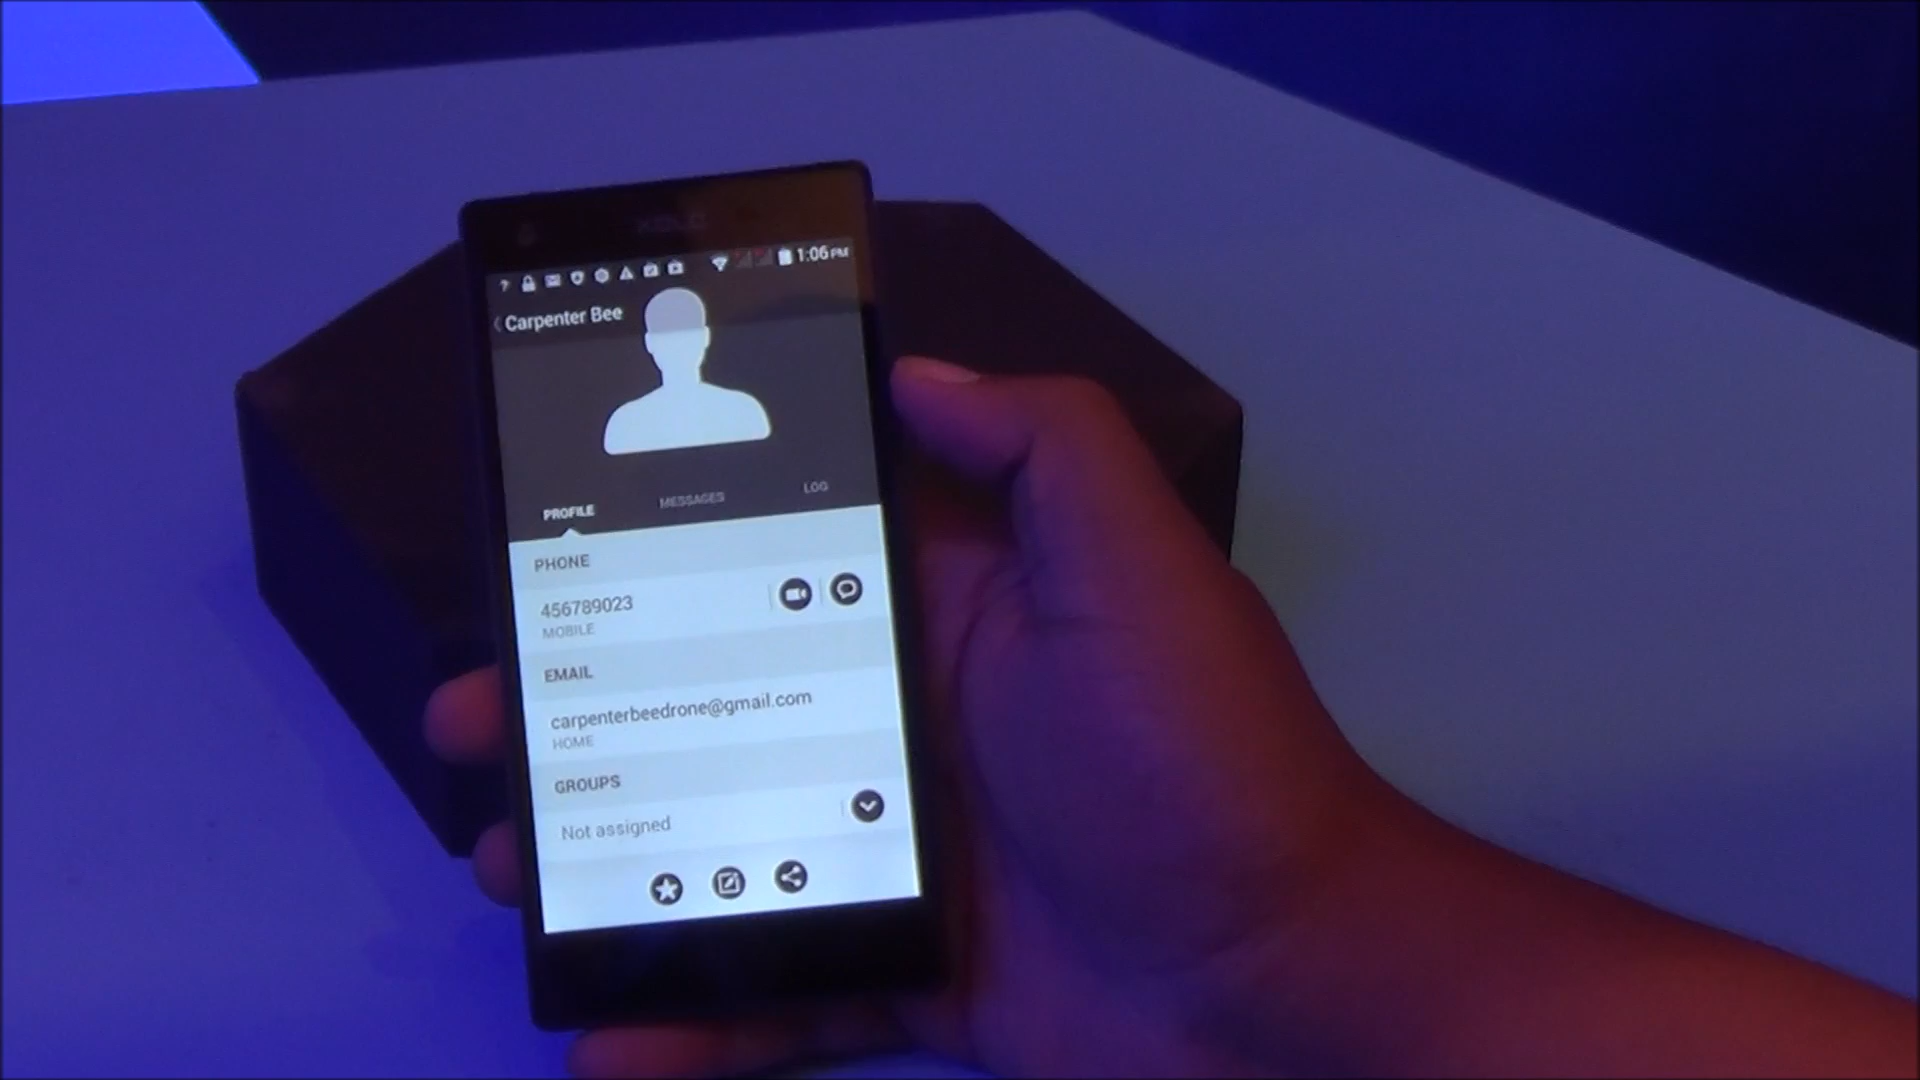 XOLO
? 1:06 PM
Carpenter Bee
PROFILE MESSAGES LOG
PHONE
456789023
MOBILE
EMAIL
carpenterbeedrone@gmail.com
HOME
GROUPS
Not assigned